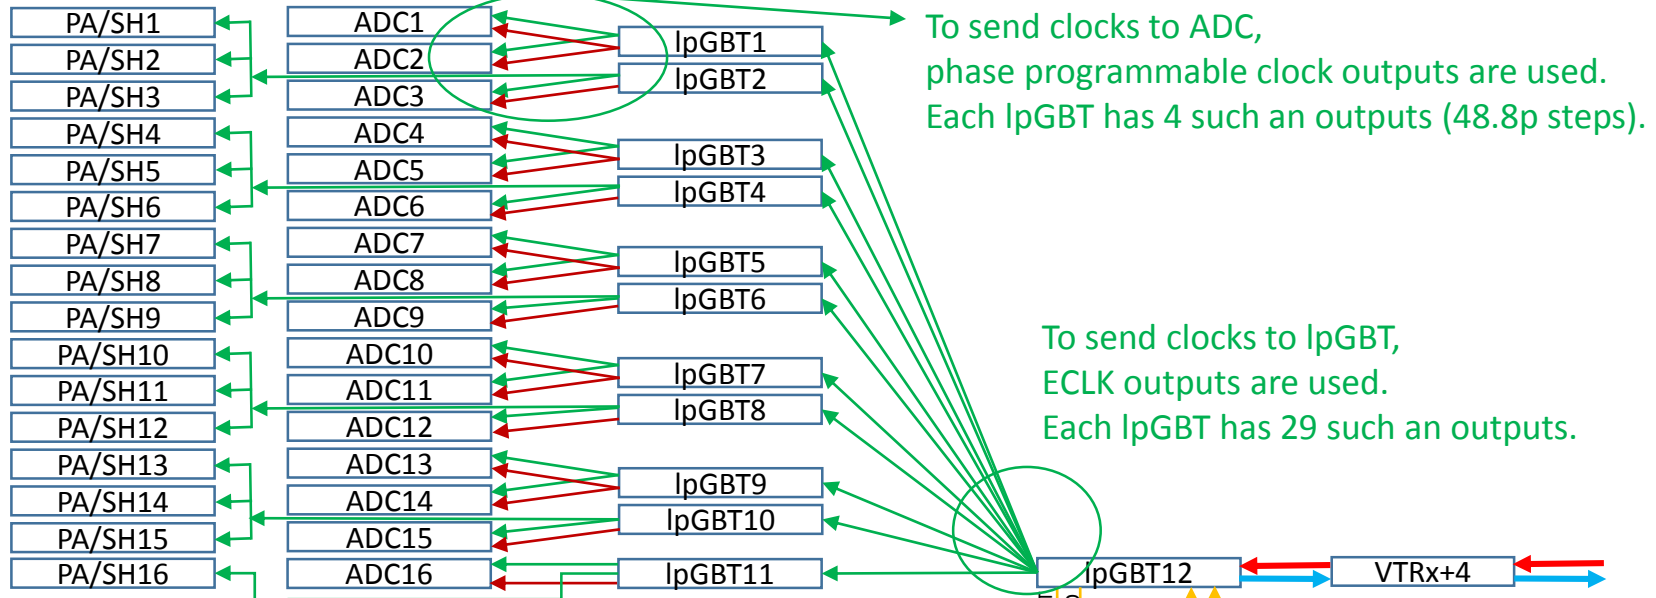 PA/SH1
PA/SH2
PA/SH3
PA/SH4
PA/SH5
PA/SH6
PA/SH7
PA/SH8
PA/SH9
PA/SH10
PA/SH11
PA/SH12
PA/SH13
PA/SH14
PA/SH15
PA/SH16
ADC1
ADC2
ADC3
ADC4
ADC5
ADC6
ADC7
ADC8
ADC9
ADC10
ADC11
ADC12
ADC13
ADC14
ADC15
ADC16
lpGBT1
lpGBT2
lpGBT3
lpGBT4
lpGBT5
lpGBT6
lpGBT7
lpGBT8
lpGBT9
lpGBT10
lpGBT11
To send clocks to ADC,
phase programmable clock outputs are used.
Each lpGBT has 4 such an outputs (48.8p steps).
To send clocks to lpGBT,
ECLK outputs are used.
Each lpGBT has 29 such an outputs.
lpGBT12
VTRx+4